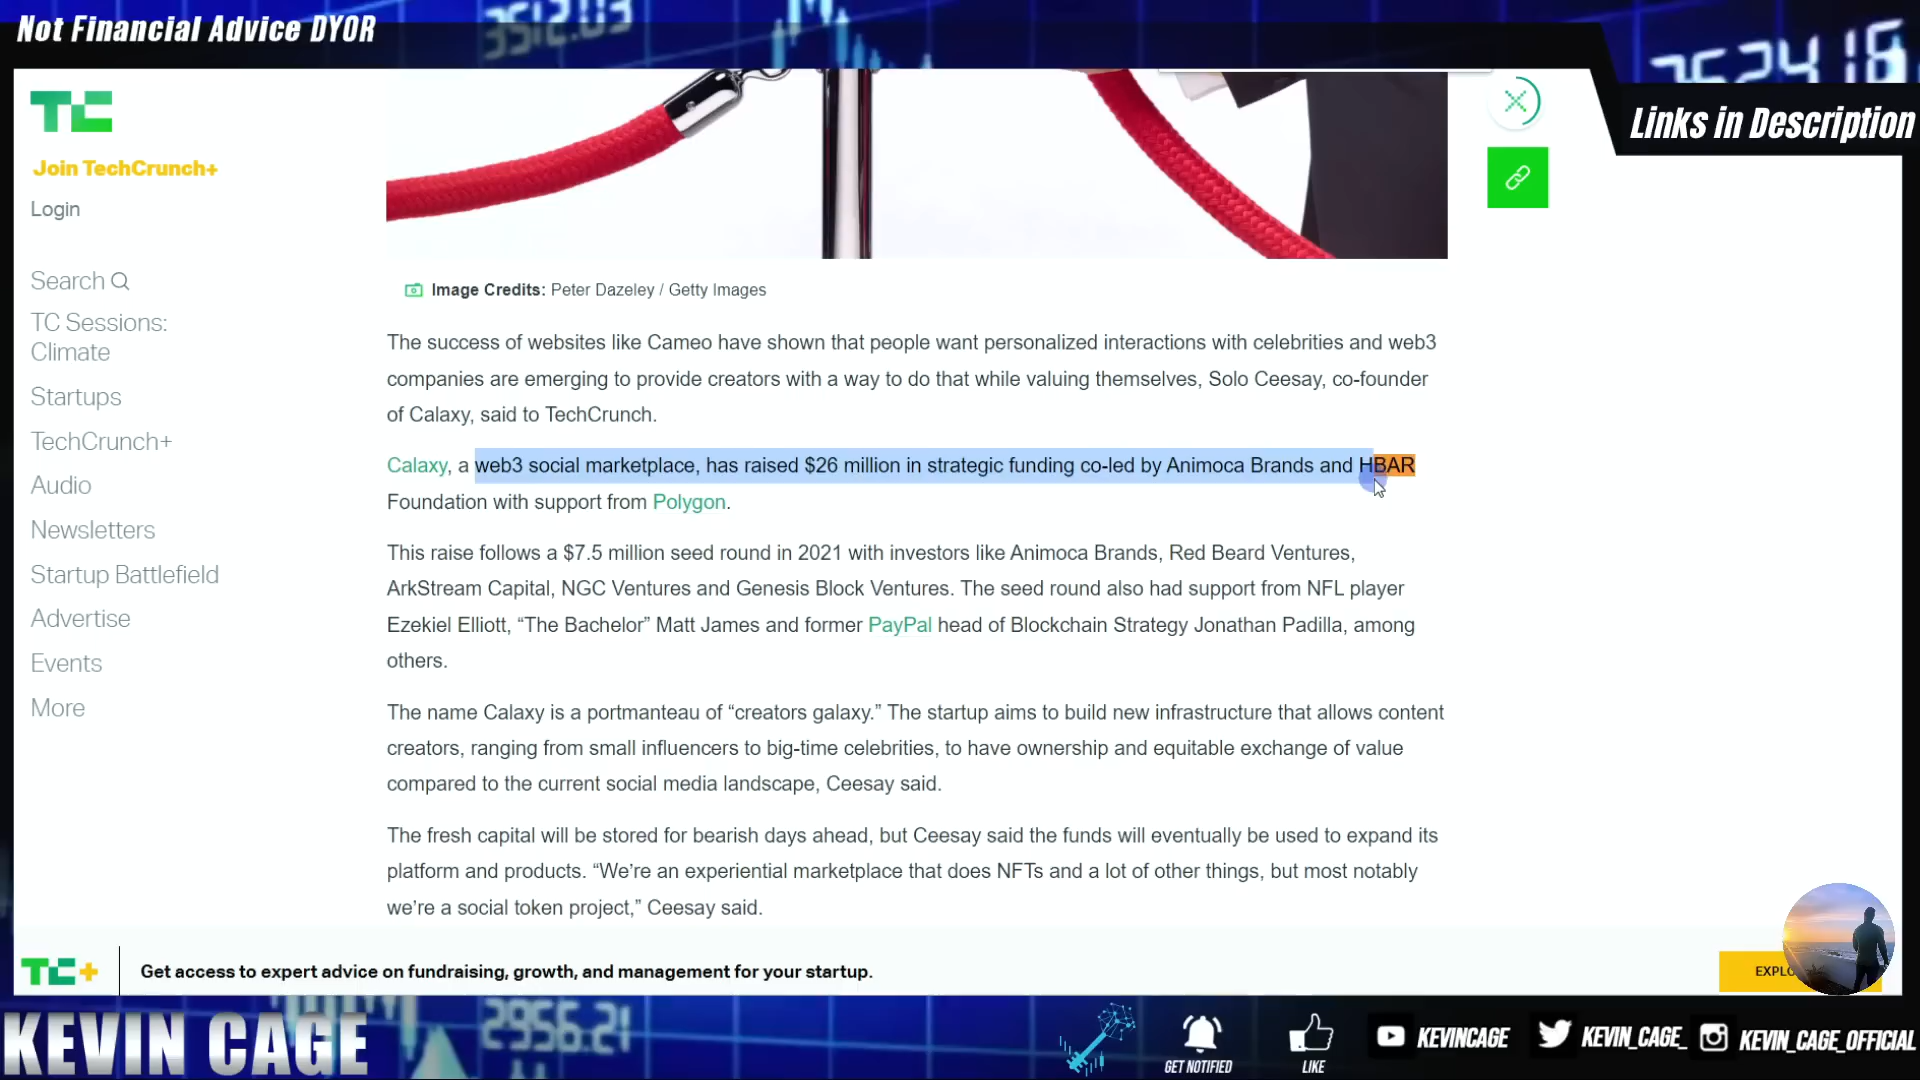 Not Financial Advice DYOR
3512.03
752418
Links in Description
TC
Join TechCrunch+
Login
Search
TC Sessions:
Climate
Startups
TechCrunch+
Audio
Newsletters
Startup Battlefield
Advertise
Events
More
Image Credits: Peter Dazeley / Getty Images
The success of websites like Cameo have shown that people want personalized interactions with celebrities and web3
companies are emerging to provide creators with a way to do that while valuing themselves, Solo Ceesay, co-founder
of Calaxy, said to TechCrunch.
Calaxy, a web3 social marketplace, has raised $26 million in strategic funding co-led by Animoca Brands and HBAR
Foundation with support from Polygon.
This raise follows a $7.5 million seed round in 2021 with investors like Animoca Brands, Red Beard Ventures,
ArkStream Capital, NGC Ventures and Genesis Block Ventures. The seed round also had support from NFL player
Ezekiel Elliott, “The Bachelor” Matt James and former PayPal head of Blockchain Strategy Jonathan Padilla, among
others.
The name Calaxy is a portmanteau of “creators galaxy.” The startup aims to build new infrastructure that allows content
creators, ranging from small influencers to big-time celebrities, to have ownership and equitable exchange of value
compared to the current social media landscape, Ceesay said.
The fresh capital will be stored for bearish days ahead, but Ceesay said the funds will eventually be used to expand its
platform and products. “We’re an experiential marketplace that does NFTs and a lot of other things, but most notably
we’re a social token project,” Ceesay said.
TC+
Get access to expert advice on fundraising, growth, and management for your startup.
EXPLO
KEVIN CAGE
2956.21
GET NOTIFIED
LIKE
KEVINCAGE
KEVIN_CAGE_
KEVIN_CAGE_OFFICIAL